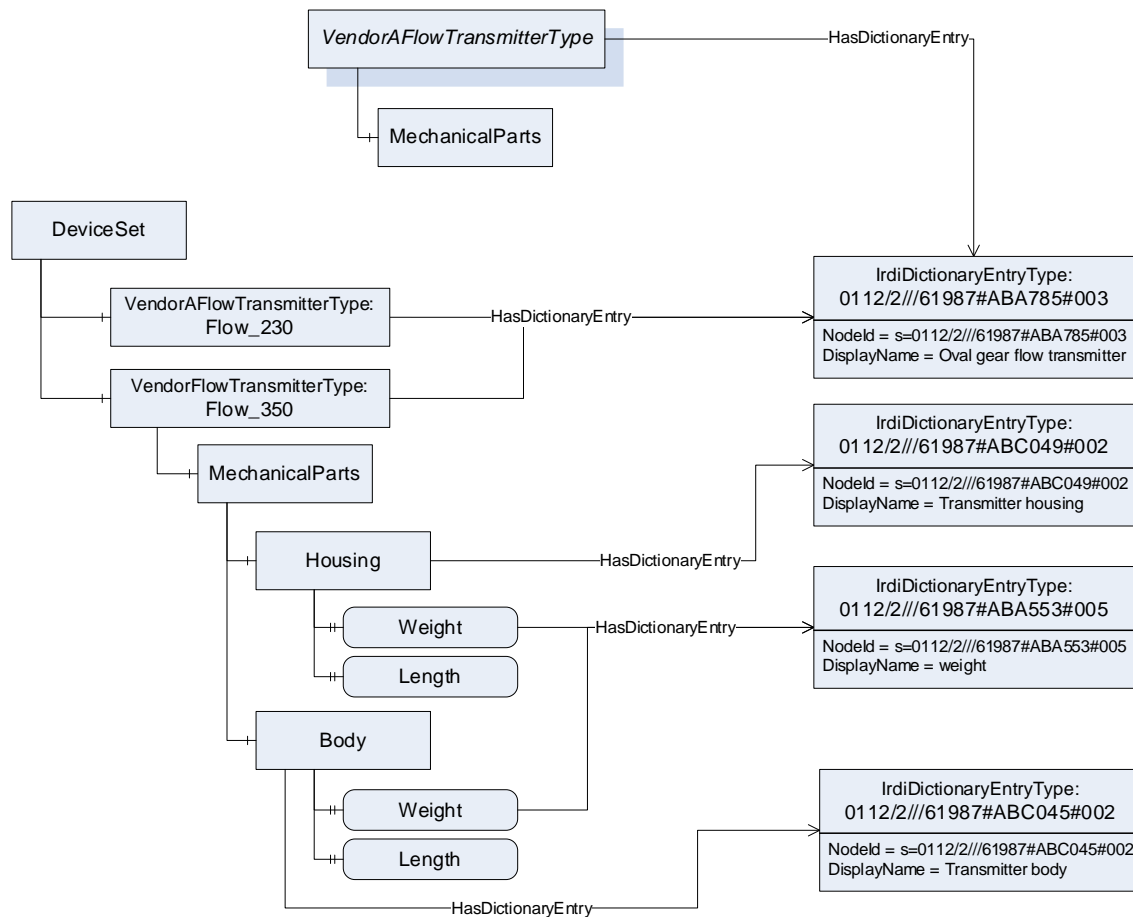 VendorAFlowTransmitterType
HasDictionaryEntry
MechanicalParts
DeviceSet
VendorAFlowTransmitterType:
Flow_230
HasDictionaryEntry
IrdiDictionaryEntryType:
0112/2///61987#ABA785#003
NodeId = s=0112/2///61987#ABA785#003
DisplayName = Oval gear flow transmitter
VendorFlowTransmitterType:
Flow_350
MechanicalParts
IrdiDictionaryEntryType:
0112/2///61987#ABC049#002
NodeId = s=0112/2///61987#ABC049#002
DisplayName = Transmitter housing
Housing
HasDictionaryEntry
Weight
HasDictionaryEntry
Length
IrdiDictionaryEntryType:
0112/2///61987#ABA553#005
NodeId = s=0112/2///61987#ABA553#005
DisplayName = weight
Body
Weight
Length
HasDictionaryEntry
IrdiDictionaryEntryType:
0112/2///61987#ABC045#002
NodeId = s=0112/2///61987#ABC045#002
DisplayName = Transmitter body